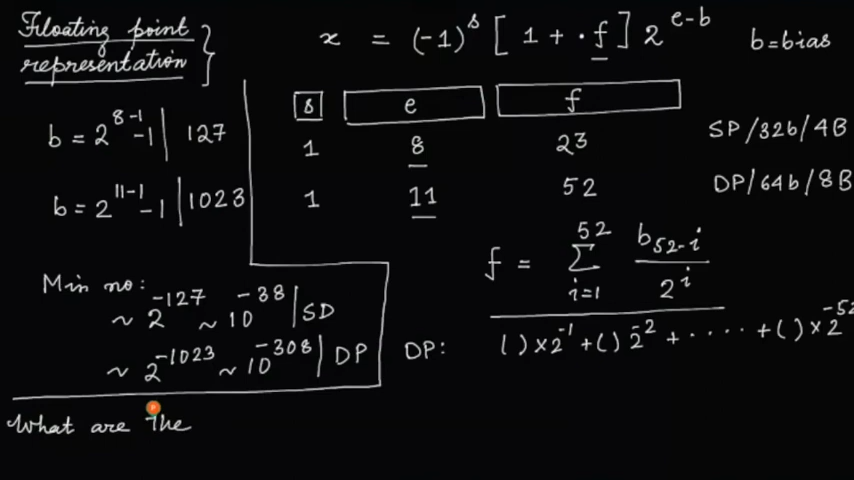 Floating point
representation
x = (-1)^s [ 1 + .f ] 2^(e-b)
b = bias
s e f
1 8 23 SP/32b/4B
1 11 52 DP/64b/8B
b = 2^(8-1) -1 | 127
b = 2^(11-1) -1 | 1023
Min no:
~ 2^-127 ~ 10^-38 | SD
~ 2^-1023 ~ 10^-308 | DP
f = Σ_{i=1}^{52} b_{52-i} / 2^i
DP: ( ) × 2^-1 + ( ) 2^-2 + ..... + ( ) × 2^-52
What are the